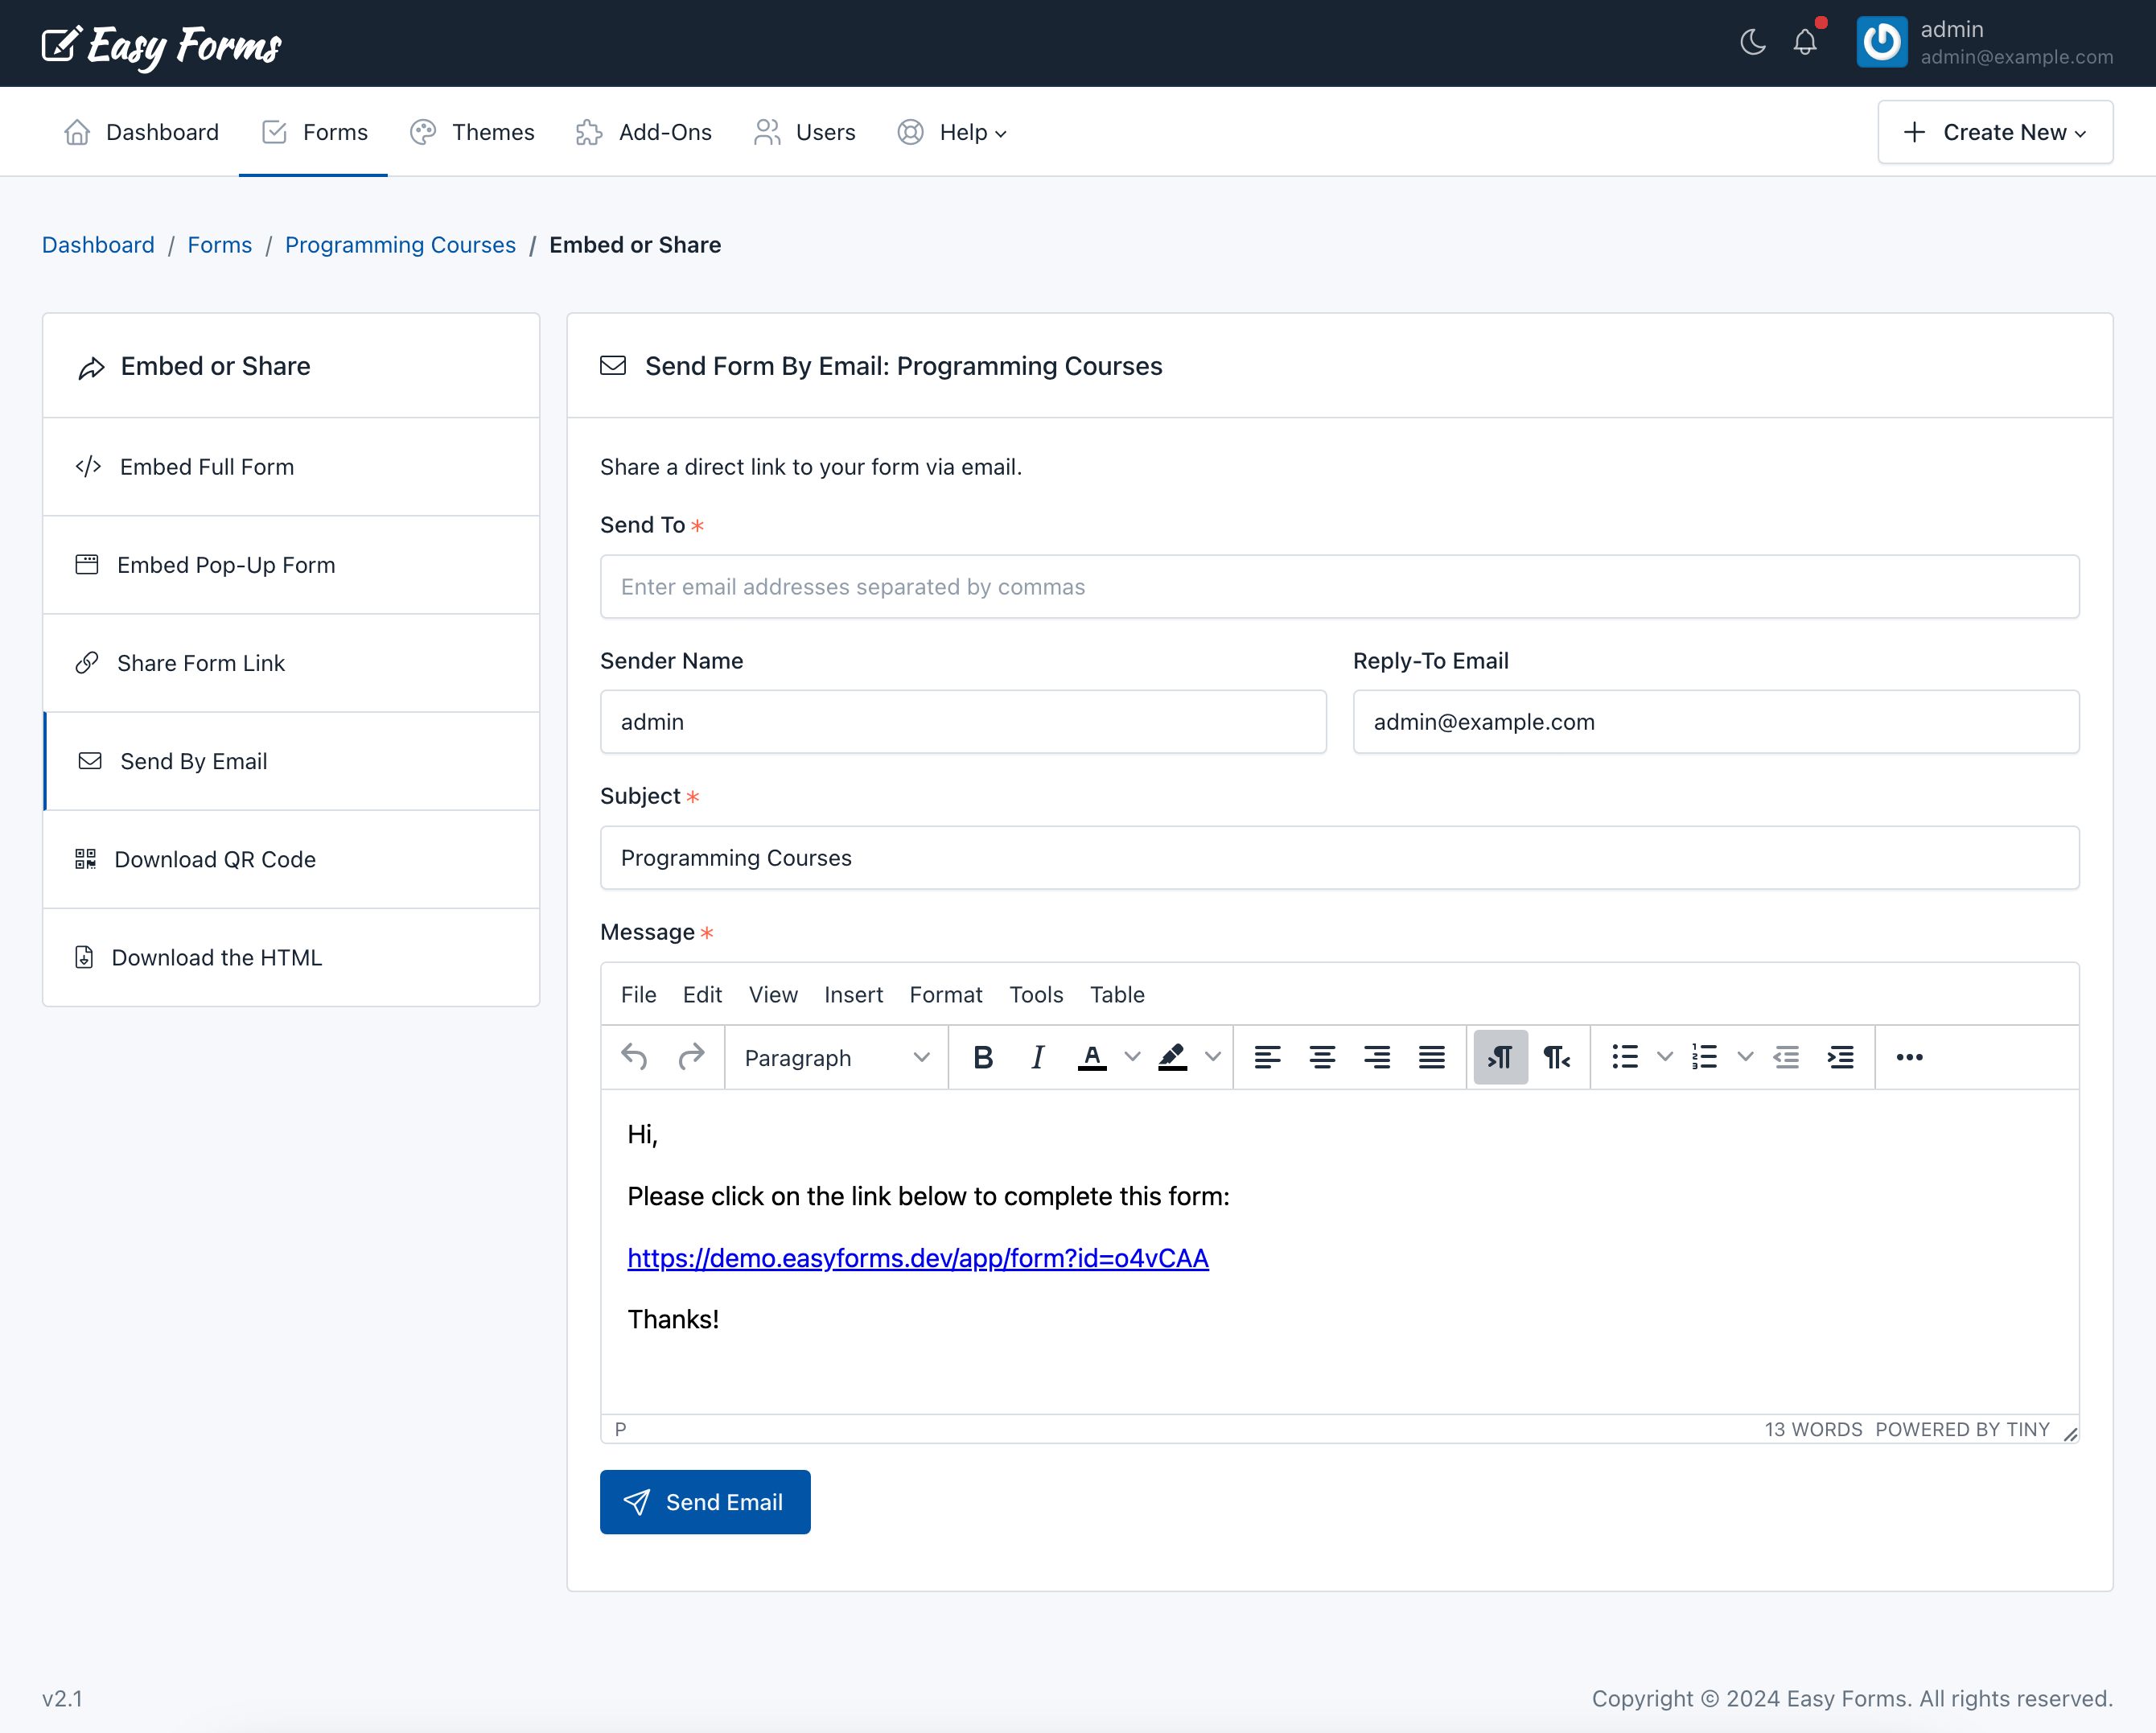 Easy Forms
admin
admin@example.com
Dashboard Forms Themes Add-Ons Users Help Create New
Dashboard / Forms / Programming Courses / Embed or Share
Embed or Share
Embed Full Form
Embed Pop-Up Form
Share Form Link
Send By Email
Download QR Code
Download the HTML
Send Form By Email: Programming Courses
Share a direct link to your form via email.
Send To *
Enter email addresses separated by commas
Sender Name Reply-To Email
admin admin@example.com
Subject *
Programming Courses
Message *
File Edit View Insert Format Tools Table
Paragraph B I A
Hi,
Please click on the link below to complete this form:
https://demo.easyforms.dev/app/form?id=o4vCAA
Thanks!
P 13 WORDS POWERED BY TINY
Send Email
v2.1 Copyright © 2024 Easy Forms. All rights reserved.